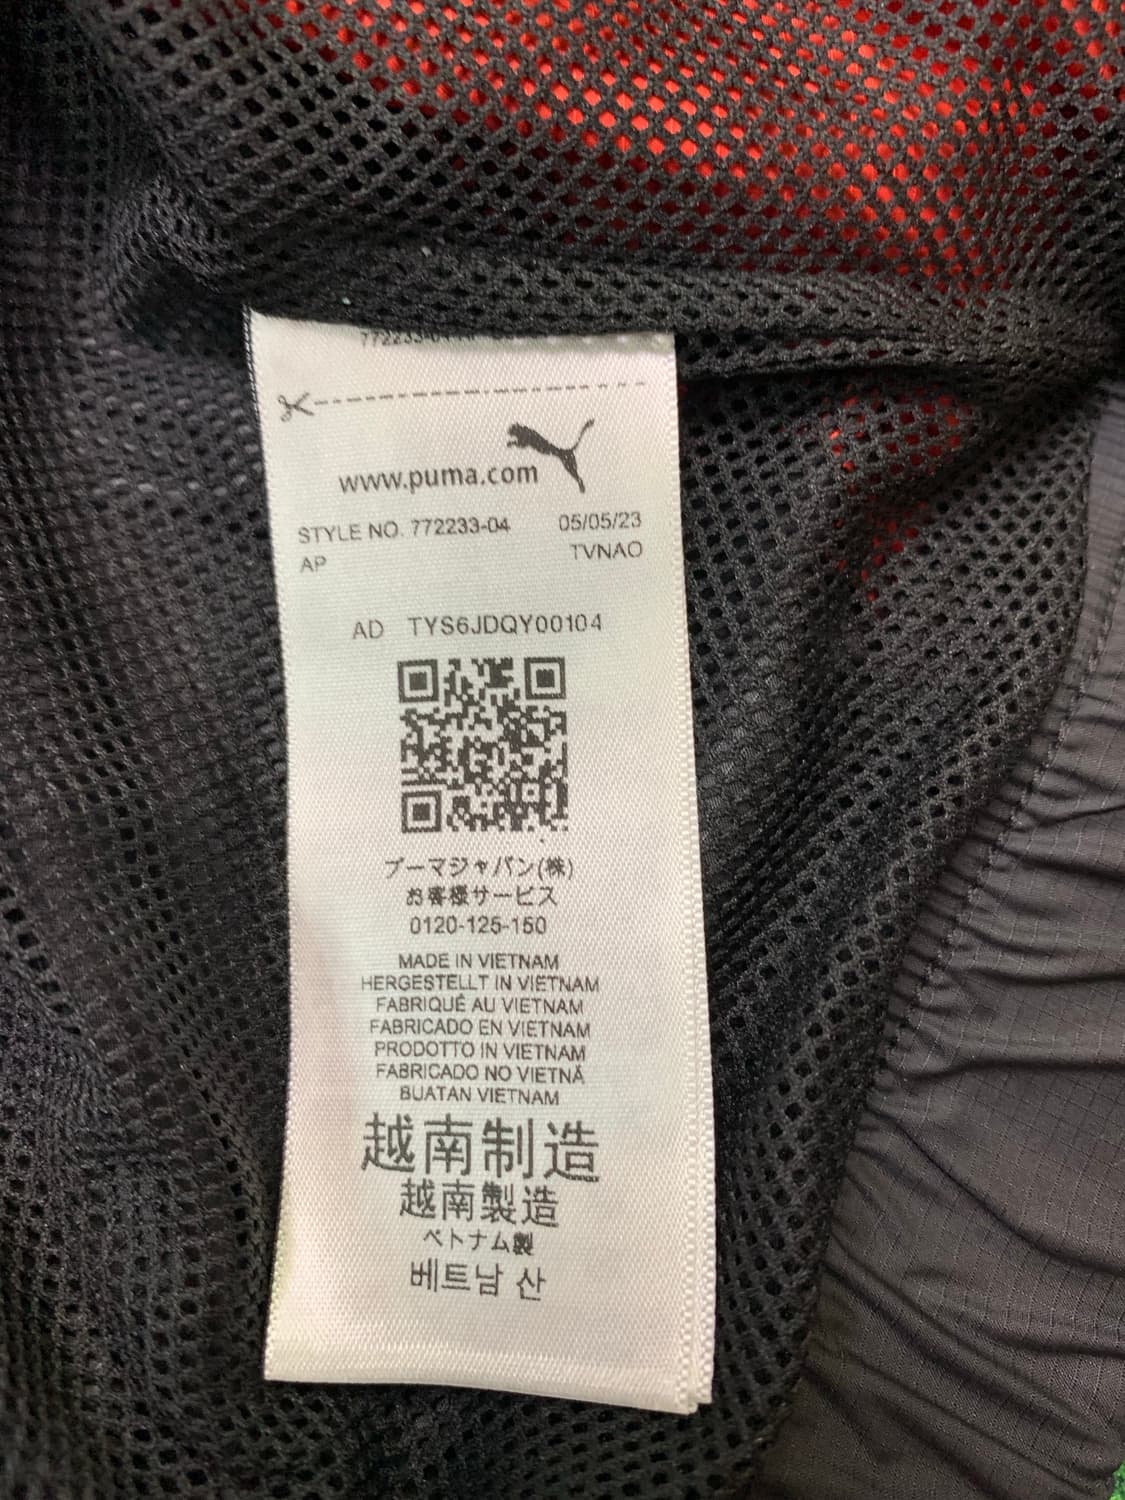 www.puma.com
STYLE NO. 772233-04 05/05/23
AP TVNAO
AD TYS6JDQY00104
プーマジャパン(株)
お客様サービス
0120-125-150
MADE IN VIETNAM
HERGESTELLT IN VIETNAM
FABRIQUÉ AU VIETNAM
FABRICADO EN VIETNAM
PRODOTTO IN VIETNAM
FABRICADO NO VIETNÃ
BUATAN VIETNAM
越南制造
越南製造
ベトナム製
베트남 산